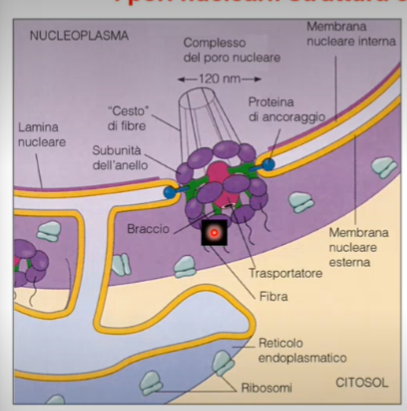 I pori nucleari: struttura
NUCLEOPLASMA
Membrana
nucleare interna
Complesso
del poro nucleare
120 nm
"Cesto"
di fibre
Proteina
di ancoraggio
Lamina
nucleare
Subunità
dell'anello
Braccio
Membrana
nucleare
esterna
Trasportatore
Fibra
Reticolo
endoplasmatico
Ribosomi
CITOSOL